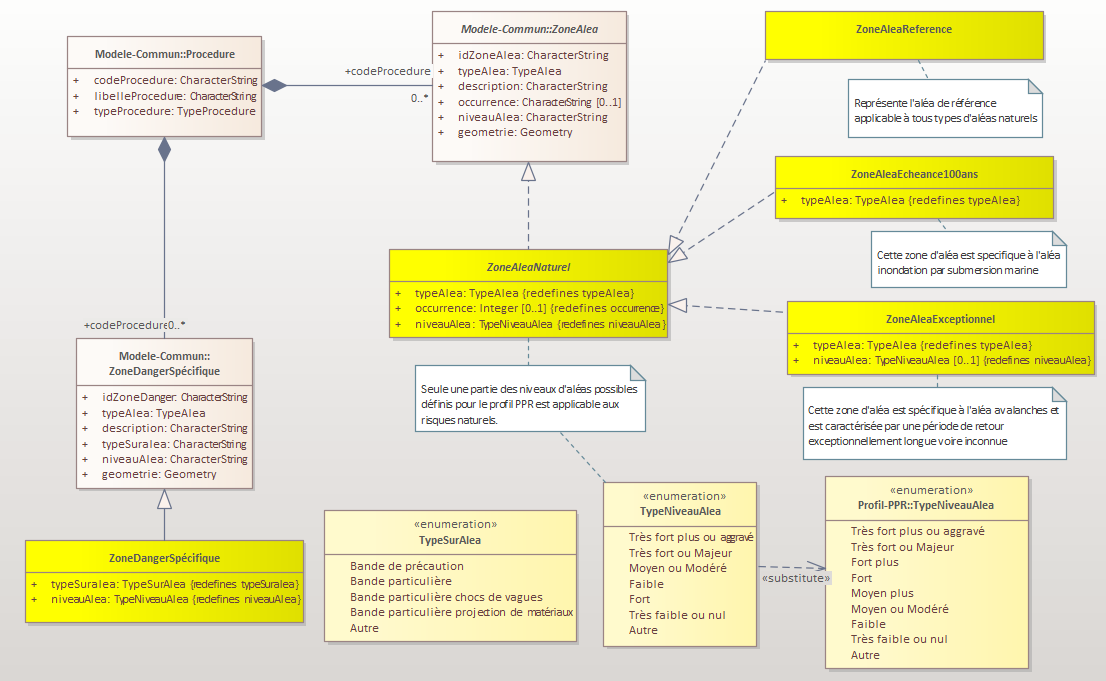 Modele-Commun::Procedure
+ codeProcedure: CharacterString
+ libelleProcedure: CharacterString
+ typeProcedure: TypeProcedure
+codeProcedure
0..*
Modele-Commun::ZoneAlea
+ idZoneAlea: CharacterString
+ typeAlea: TypeAlea
+ description: CharacterString
+ occurrence: CharacterString [0..1]
+ niveauAlea: CharacterString
+ geometrie: Geometry
ZoneAleaReference
Représente l'aléa de référence
applicable à tous types d'aléas naturels
ZoneAleaEcheance100ans
+ typeAlea: TypeAlea {redefines typeAlea}
Cette zone d'aléa est specifique à l'aléa
inondation par submersion marine
ZoneAleaNaturel
+ typeAlea: TypeAlea {redefines typeAlea}
+ occurrence: Integer [0..1] {redefines occurrence}
+ niveauAlea: TypeNiveauAlea {redefines niveauAlea}
ZoneAleaExceptionnel
+ typeAlea: TypeAlea {redefines typeAlea}
+ niveauAlea: TypeNiveauAlea [0..1] {redefines niveauAlea}
Cette zone d'aléa est spécifique à l'aléa avalanches et
est caractérisée par une période de retour
exceptionnellement longue voire inconnue
Seule une partie des niveaux d'aléas possibles
définis pour le profil PPR est applicable aux
risques naturels.
+codeProcedure 0..*
Modele-Commun::
ZoneDangerSpécifique
+ idZoneDanger: CharacterString
+ typeAlea: TypeAlea
+ description: CharacterString
+ typeSuralea: CharacterString
+ niveauAlea: CharacterString
+ geometrie: Geometry
ZoneDangerSpécifique
+ typeSuralea: TypeSurAlea {redefines typeSuralea}
+ niveauAlea: TypeNiveauAlea {redefines niveauAlea}
«enumeration»
TypeSurAlea
Bande de précaution
Bande particulière
Bande particulière chocs de vagues
Bande particulière projection de matériaux
Autre
«enumeration»
TypeNiveauAlea
Très fort plus ou aggravé
Très fort ou Majeur
Moyen ou Modéré
Faible
Fort
Très faible ou nul
Autre
«substitute»
«enumeration»
Profil-PPR::TypeNiveauAlea
Très fort plus ou aggravé
Très fort ou Majeur
Fort plus
Fort
Moyen plus
Moyen ou Modéré
Faible
Très faible ou nul
Autre